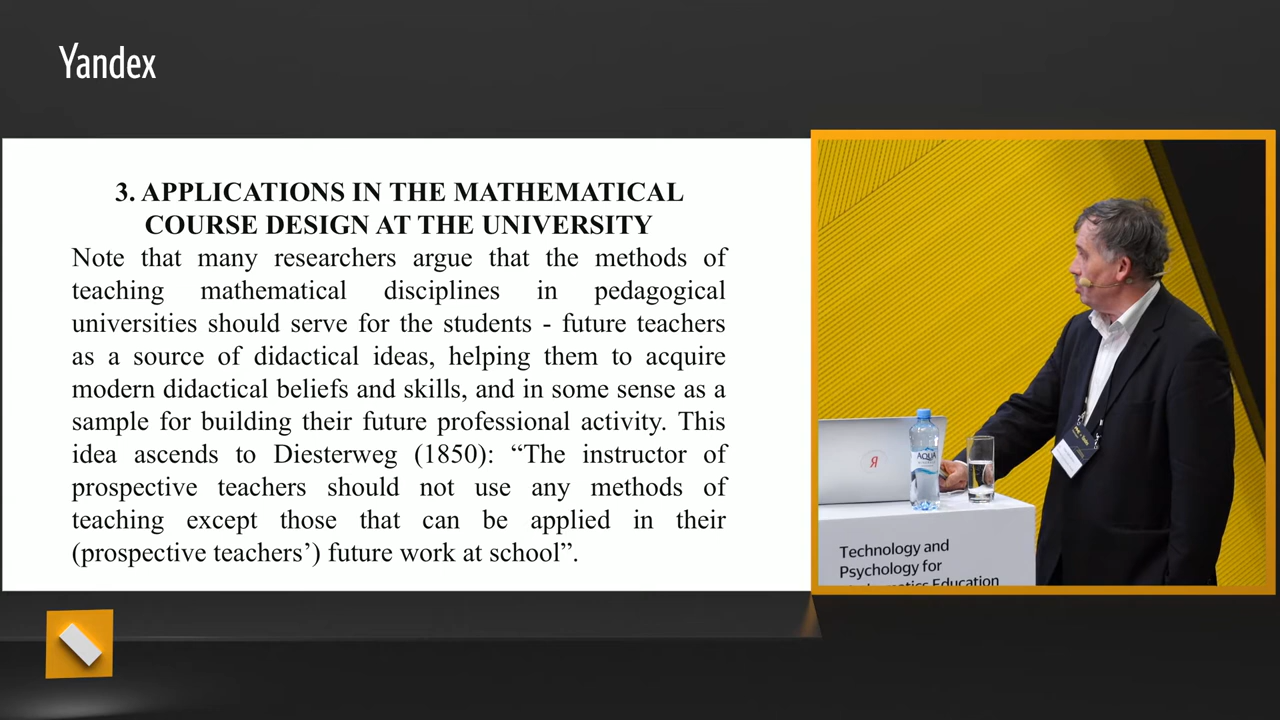 Yandex
3. APPLICATIONS IN THE MATHEMATICAL
COURSE DESIGN AT THE UNIVERSITY
Note that many researchers argue that the methods of
teaching mathematical disciplines in pedagogical
universities should serve for the students - future teachers
as a source of didactical ideas, helping them to acquire
modern didactical beliefs and skills, and in some sense as a
sample for building their future professional activity. This
idea ascends to Diesterweg (1850): “The instructor of
prospective teachers should not use any methods of
teaching except those that can be applied in their
(prospective teachers’) future work at school”.
Я
AQUA
Technology and
Psychology for
Education